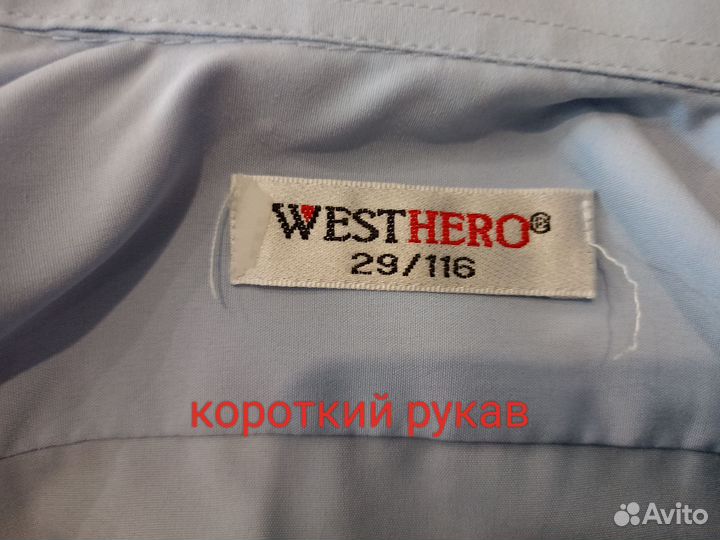 WESTHERO®
29/116
короткий рукав
Avito